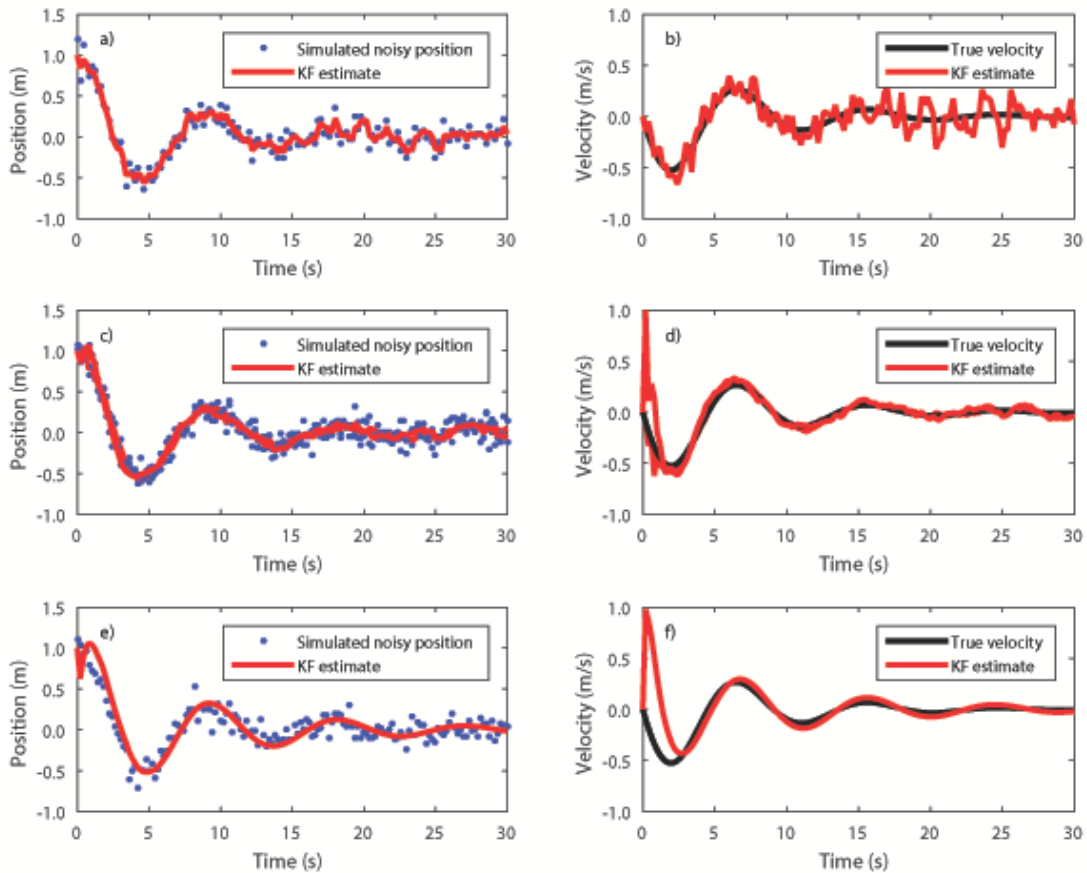 a)
Simulated noisy position
KF estimate
Position (m)
1.5
1.0
0.5
0.0
-0.5
-1.0
0 5 10 15 20 25 30
Time (s)
b)
True velocity
KF estimate
Velocity (m/s)
1.0
0.5
0.0
-0.5
-1.0
0 5 10 15 20 25 30
Time (s)
c)
Simulated noisy position
KF estimate
Position (m)
1.5
1.0
0.5
0.0
-0.5
-1.0
0 5 10 15 20 25 30
Time (s)
d)
True velocity
KF estimate
Velocity (m/s)
1.0
0.5
0.0
-0.5
-1.0
0 5 10 15 20 25 30
Time (s)
e)
Simulated noisy position
KF estimate
Position (m)
1.5
1.0
0.5
0.0
-0.5
-1.0
0 5 10 15 20 25 30
Time (s)
f)
True velocity
KF estimate
Velocity (m/s)
1.0
0.5
0.0
-0.5
-1.0
0 5 10 15 20 25 30
Time (s)